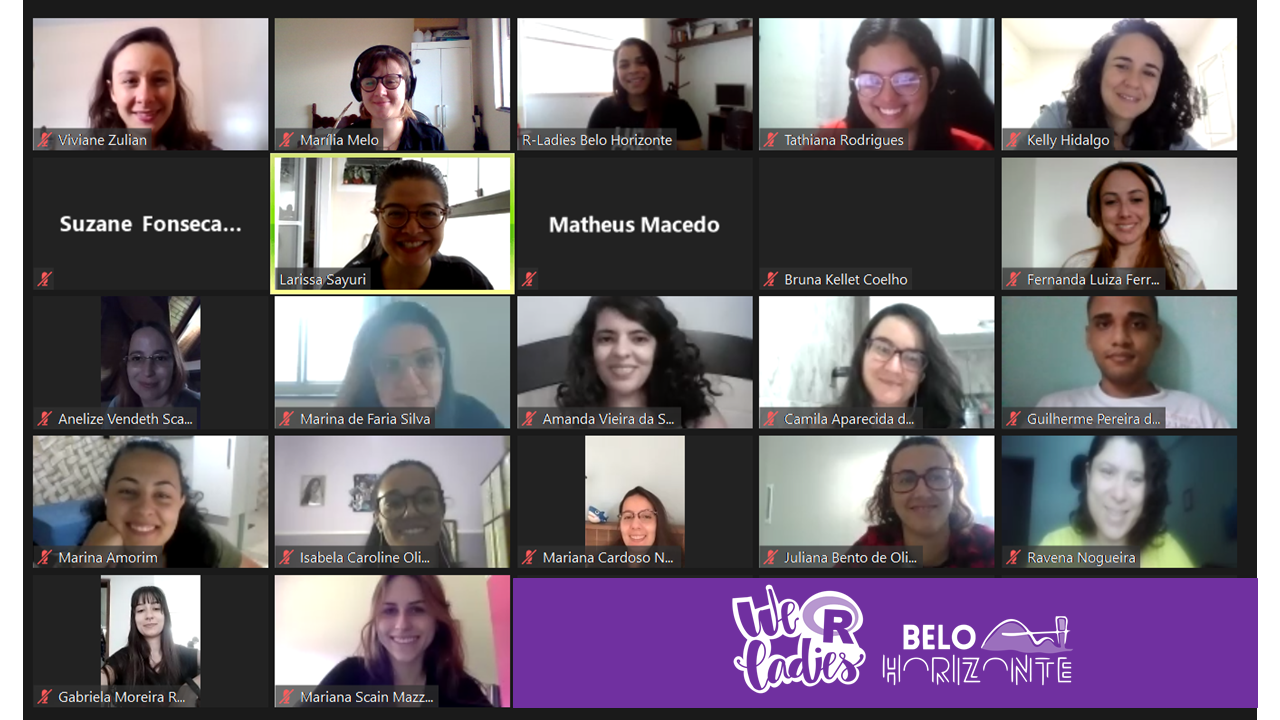 Viviane Zulian
Marília Melo
R-Ladies Belo Horizonte
Tathiana Rodrigues
Kelly Hidalgo
Suzane Fonseca...
Larissa Sayuri
Matheus Macedo
Bruna Kellet Coelho
Fernanda Luiza Ferr...
Anelize Vendeth Sca...
Marina de Faria Silva
Amanda Vieira da S...
Camila Aparecida d...
Guilherme Pereira d...
Marina Amorim
Isabela Caroline Oli...
Mariana Cardoso N...
Juliana Bento de Oli...
Ravena Nogueira
Gabriela Moreira R...
Mariana Scain Mazz...
We R
Ladies
BELO
HORIZONTE